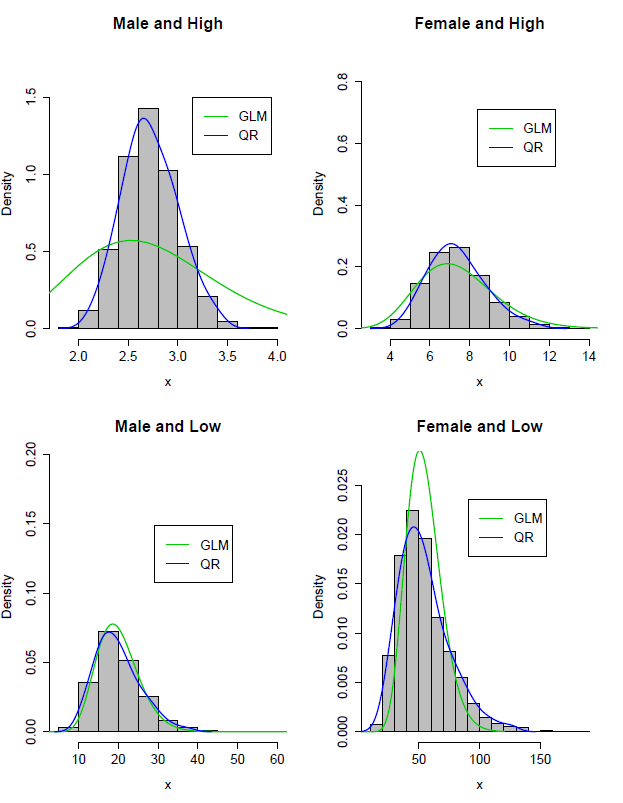 Male and High
Density
0.0 0.5 1.0 1.5
GLM
QR
2.0 2.5 3.0 3.5 4.0
x
Female and High
Density
0.0 0.2 0.4 0.6 0.8
GLM
QR
4 6 8 10 12 14
x
Male and Low
Density
0.00 0.05 0.10 0.15 0.20
GLM
QR
10 20 30 40 50 60
x
Female and Low
Density
0.000 0.005 0.010 0.015 0.020 0.025
GLM
QR
50 100 150
x